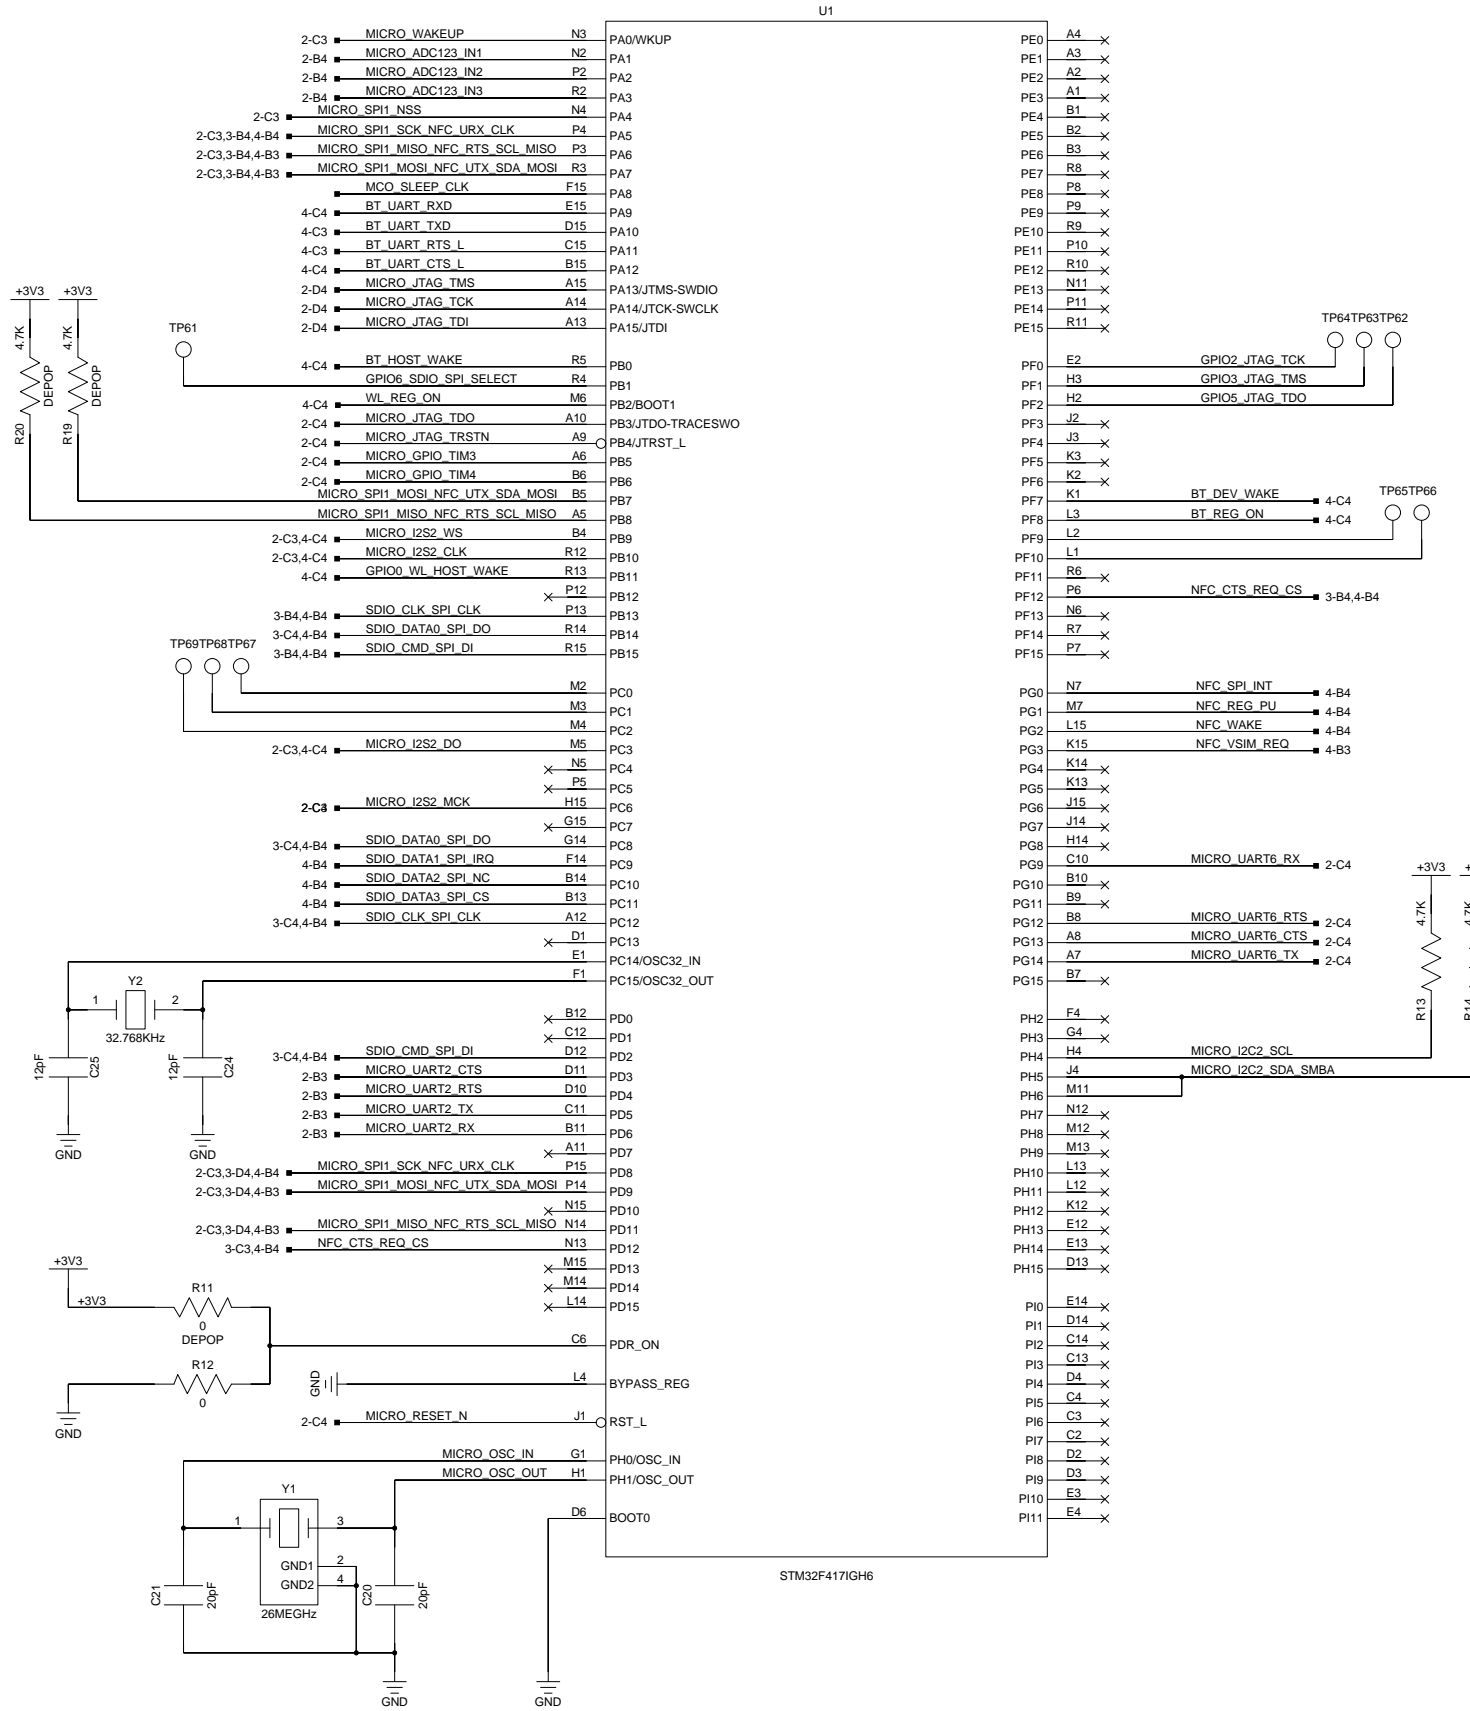 U1
2-C3 MICRO_WAKEUP N3 PA0/WKUP PE0 A4
2-B4 MICRO_ADC123_IN1 N2 PA1 PE1 A3
2-B4 MICRO_ADC123_IN2 P2 PA2 PE2 A2
2-B4 MICRO_ADC123_IN3 R2 PA3 PE3 A1
2-C3 MICRO_SPI1_NSS N4 PA4 PE4 B1
2-C3,3-B4,4-B4 MICRO_SPI1_SCK_NFC_URX_CLK P4 PA5 PE5 B2
2-C3,3-B4,4-B3 MICRO_SPI1_MISO_NFC_RTS_SCL_MISO P3 PA6 PE6 B3
2-C3,3-B4,4-B3 MICRO_SPI1_MOSI_NFC_UTX_SDA_MOSI R3 PA7 PE7 R8
MCO_SLEEP_CLK F15 PA8 PE8 P8
4-C4 BT_UART_RXD E15 PA9 PE9 P9
4-C3 BT_UART_TXD D15 PA10 PE10 R9
4-C3 BT_UART_RTS_L C15 PA11 PE11 P10
4-C4 BT_UART_CTS_L B15 PA12 PE12 R10
+3V3 +3V3 2-D4 MICRO_JTAG_TMS A15 PA13/JTMS-SWDIO PE13 N11
2-D4 MICRO_JTAG_TCK A14 PA14/JTCK-SWCLK PE14 P11
2-D4 MICRO_JTAG_TDI A13 PA15/JTDI PE15 R11
4.7K 4.7K TP61 TP64 TP63 TP62
DEPOP DEPOP
R20 R19
4-C4 BT_HOST_WAKE R5 PB0 PF0 E2 GPIO2_JTAG_TCK
GPIO6_SDIO_SPI_SELECT R4 PB1 PF1 H3 GPIO3_JTAG_TMS
4-C4 WL_REG_ON M6 PB2/BOOT1 PF2 H2 GPIO5_JTAG_TDO
2-C4 MICRO_JTAG_TDO A10 PB3/JTDO-TRACESWO PF3 J2
2-C4 MICRO_JTAG_TRSTN A9 PB4/JTRST_L PF4 J3
2-C4 MICRO_GPIO_TIM3 A6 PB5 PF5 K3
2-C4 MICRO_GPIO_TIM4 B6 PB6 PF6 K2
MICRO_SPI1_MOSI_NFC_UTX_SDA_MOSI B5 PB7 PF7 K1 BT_DEV_WAKE 4-C4 TP65 TP66
MICRO_SPI1_MISO_NFC_RTS_SCL_MISO A5 PB8 PF8 L3 BT_REG_ON 4-C4
2-C3,4-C4 MICRO_I2S2_WS B4 PB9 PF9 L2
2-C3,4-C4 MICRO_I2S2_CLK R12 PB10 PF10 L1
4-C4 GPIO0_WL_HOST_WAKE R13 PB11 PF11 R6
P12 PB12 PF12 P6 NFC_CTS_REQ_CS 3-B4,4-B4
3-B4,4-B4 SDIO_CLK_SPI_CLK P13 PB13 PF13 N6
3-C4,4-B4 SDIO_DATA0_SPI_DO R14 PB14 PF14 R7
3-B4,4-B4 SDIO_CMD_SPI_DI R15 PB15 PF15 P7
TP69 TP68 TP67
M2 PC0 PG0 N7 NFC_SPI_INT 4-B4
M3 PC1 PG1 M7 NFC_REG_PU 4-B4
M4 PC2 PG2 L15 NFC_WAKE 4-B4
2-C3,4-C4 MICRO_I2S2_DO M5 PC3 PG3 K15 NFC_VSIM_REQ 4-B3
N5 PC4 PG4 K14
P5 PC5 PG5 K13
MICRO_I2S2_MCK H15 PC6 PG6 J15
G15 PC7 PG7 J14
3-C4,4-B4 SDIO_DATA0_SPI_DO G14 PC8 PG8 H14
4-B4 SDIO_DATA1_SPI_IRQ F14 PC9 PG9 C10 MICRO_UART6_RX 2-C4 +3V3
4-B4 SDIO_DATA2_SPI_NC B14 PC10 PG10 B10
4-B4 SDIO_DATA3_SPI_CS B13 PC11 PG11 B9
3-C4,4-B4 SDIO_CLK_SPI_CLK A12 PC12 PG12 B8 MICRO_UART6_RTS 2-C4 4.7K 4.7K
D1 PC13 PG13 A8 MICRO_UART6_CTS 2-C4
E1 PC14/OSC32_IN PG14 A7 MICRO_UART6_TX 2-C4
F1 PC15/OSC32_OUT PG15 B7
Y2
1 2
32.768KHz
R13 R14
B12 PD0 PH2 F4
C12 PD1 PH3 G4
12pF C25 12pF C24
3-C4,4-B4 SDIO_CMD_SPI_DI D12 PD2 PH4 H4 MICRO_I2C2_SCL
2-B3 MICRO_UART2_CTS D11 PD3 PH5 J4 MICRO_I2C2_SDA_SMBA
2-B3 MICRO_UART2_RTS D10 PD4 PH6 M11
2-B3 MICRO_UART2_TX C11 PD5 PH7 N12
2-B3 MICRO_UART2_RX B11 PD6 PH8 M12
GND GND A11 PD7 PH9 M13
2-C3,3-D4,4-B4 MICRO_SPI1_SCK_NFC_URX_CLK P15 PD8 PH10 L13
2-C3,3-D4,4-B3 MICRO_SPI1_MOSI_NFC_UTX_SDA_MOSI P14 PD9 PH11 L12
N15 PD10 PH12 K12
2-C3,3-D4,4-B3 MICRO_SPI1_MISO_NFC_RTS_SCL_MISO N14 PD11 PH13 E12
3-C3,4-B4 NFC_CTS_REQ_CS N13 PD12 PH14 E13
+3V3 M15 PD13 PH15 D13
R11 M14 PD14
+3V3 L14 PD15 PI0 E14
0
DEPOP
PI1 D14
C6 PDR_ON PI2 C14
R12 PI3 C13
0
GND L4 BYPASS_REG PI4 D4
PI5 C4
2-C4 MICRO_RESET_N J1 RST_L PI6 C3
GND PI7 C2
MICRO_OSC_IN G1 PH0/OSC_IN PI8 D2
MICRO_OSC_OUT H1 PH1/OSC_OUT PI9 D3
Y1 PI10 E3
1 3 D6 BOOT0 PI11 E4
GND1 2
GND2 4
C21 20pF C20 20pF
26MEGHz
STM32F417IGH6
GND GND